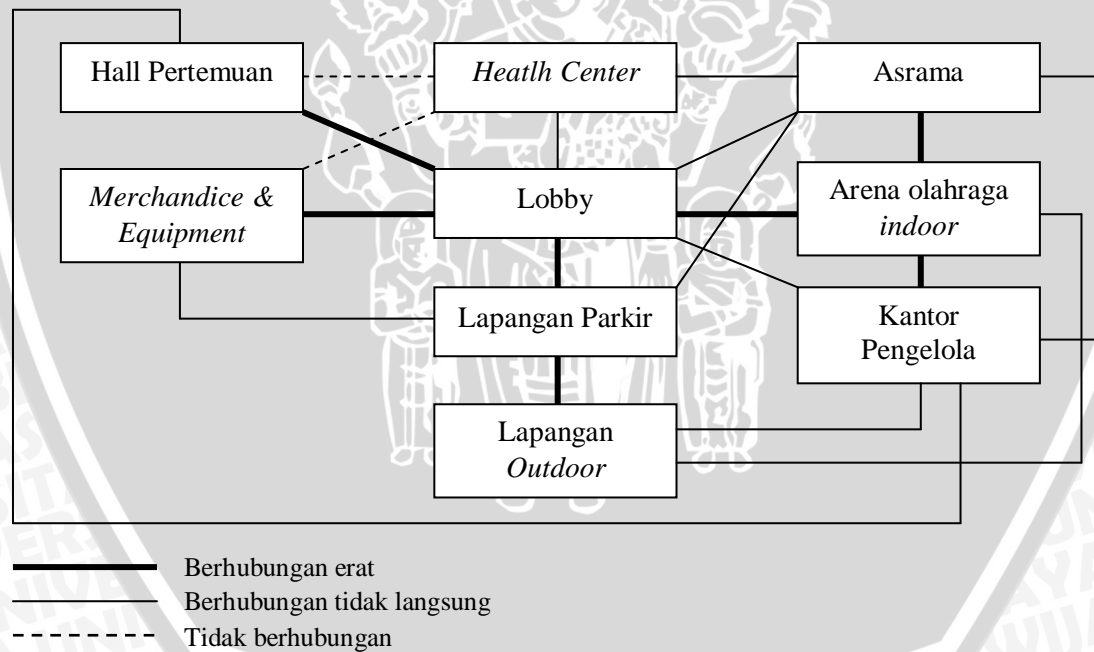 Hall Pertemuan
Heatlh Center
Asrama
Merchandice &
Equipment
Lobby
Arena olahraga
indoor
Lapangan Parkir
Kantor
Pengelola
Lapangan
Outdoor
Berhubungan erat
Berhubungan tidak langsung
Tidak berhubungan